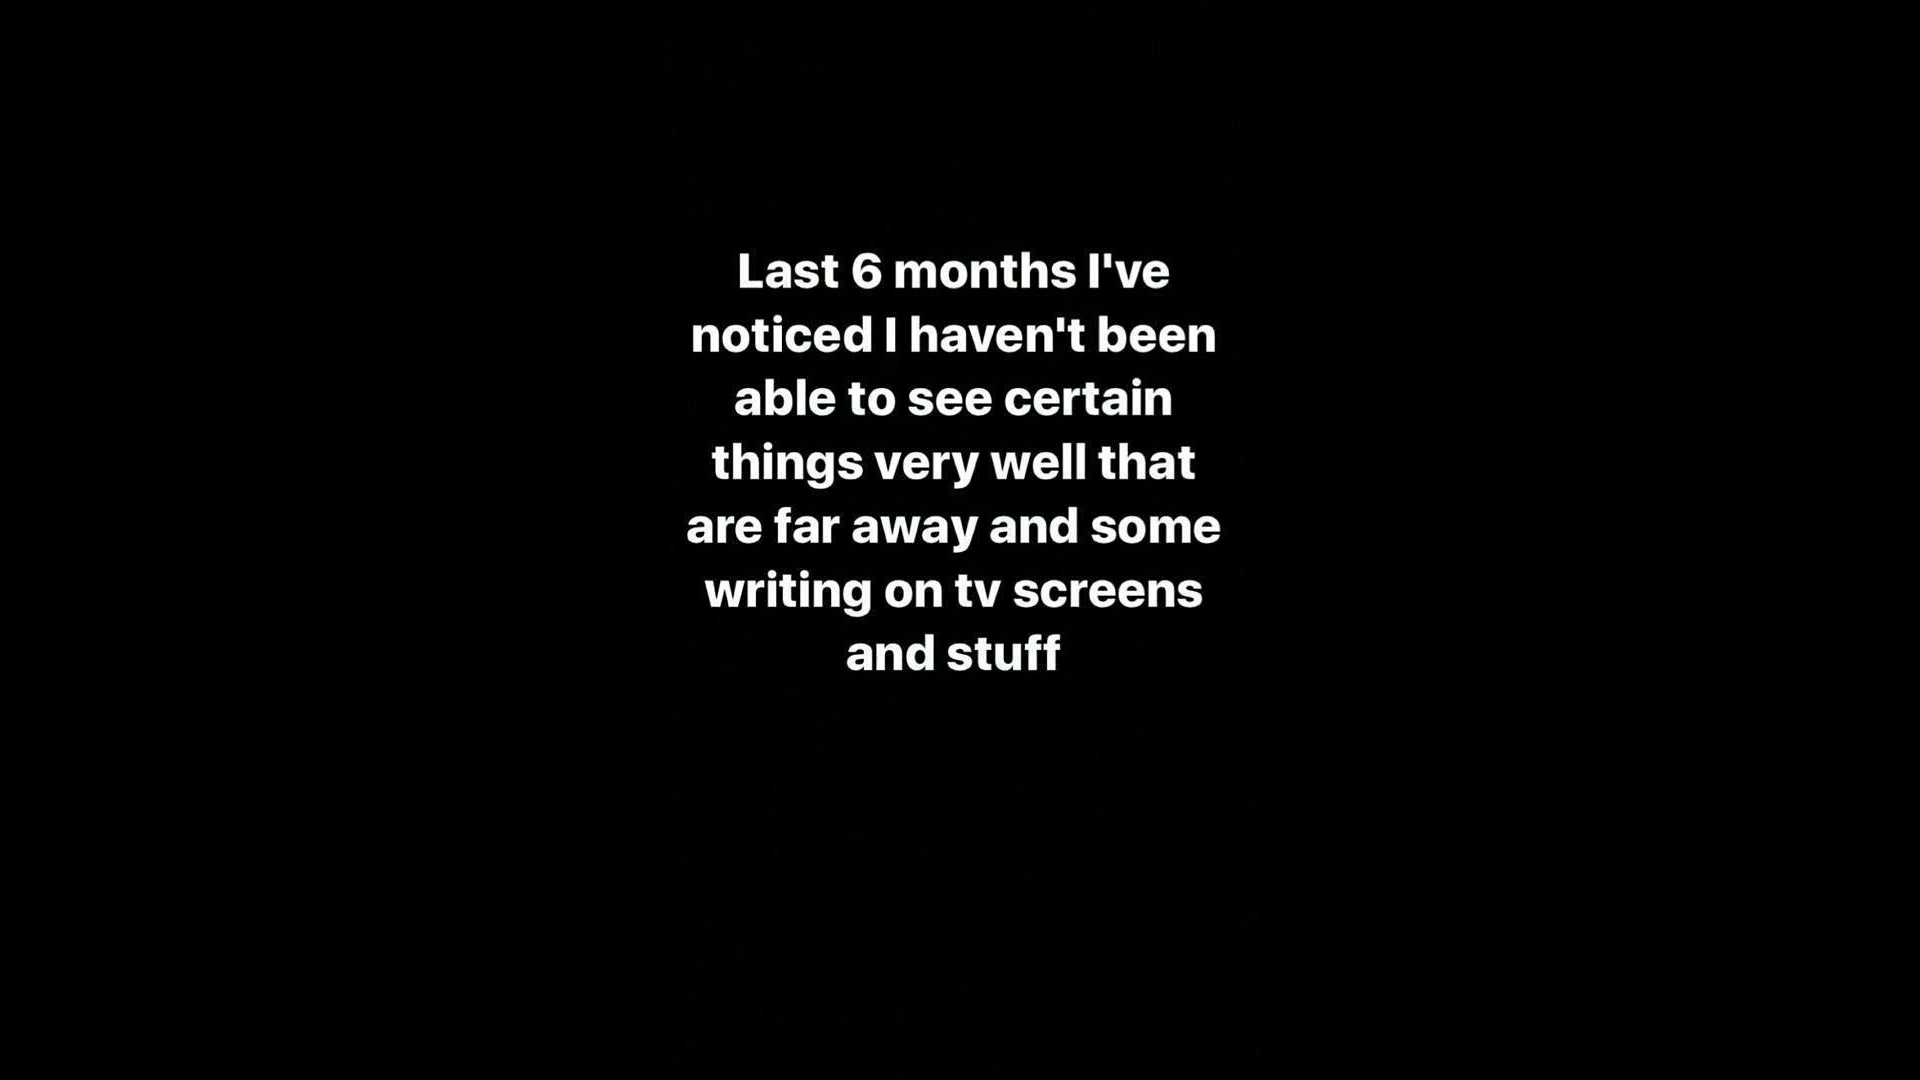 Last 6 months I've
noticed I haven't been
able to see certain
things very well that
are far away and some
writing on tv screens
and stuff